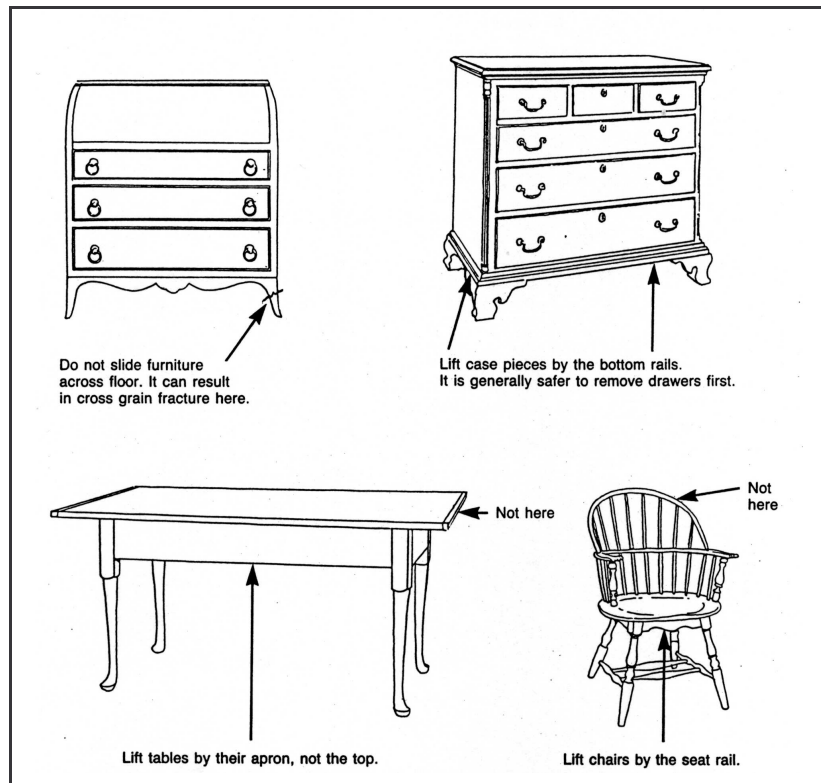 Do not slide furniture
across floor. It can result
in cross grain fracture here.
Lift case pieces by the bottom rails.
It is generally safer to remove drawers first.
Not here
Not
here
Lift tables by their apron, not the top.
Lift chairs by the seat rail.